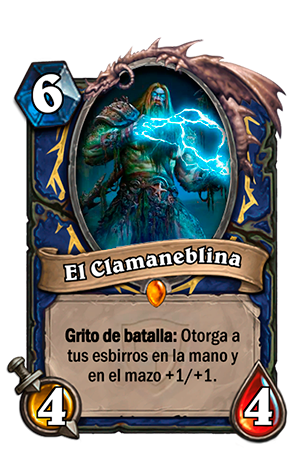 6
El Clamaneblina
Grito de batalla: Otorga a
tus esbirros en la mano y
en el mazo +1/+1.
4
4